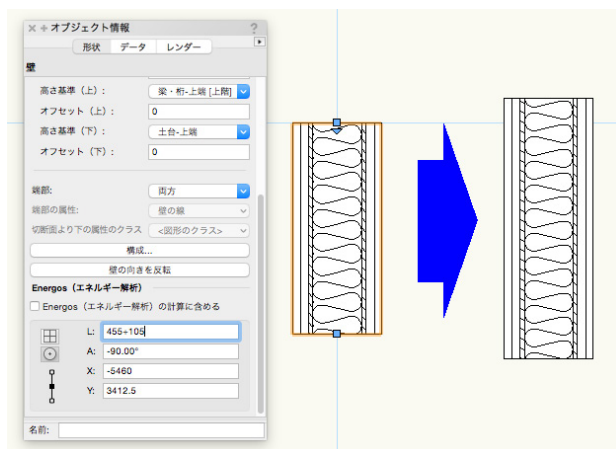 オブジェクト情報
?
形状 データ レンダー
壁
高さ基準（上）: 梁・桁-上端 [上階]
オフセット（上）: 0
高さ基準（下）: 土台-上端
オフセット（下）: 0
端部: 両方
端部の属性: 壁の線
切断面より下の属性のクラス <図形のクラス>
構成...
壁の向きを反転
Energos（エネルギー解析）
Energos（エネルギー解析）の計算に含める
L: 455+105
A: -90.00°
X: -5460
Y: 3412.5
名前: